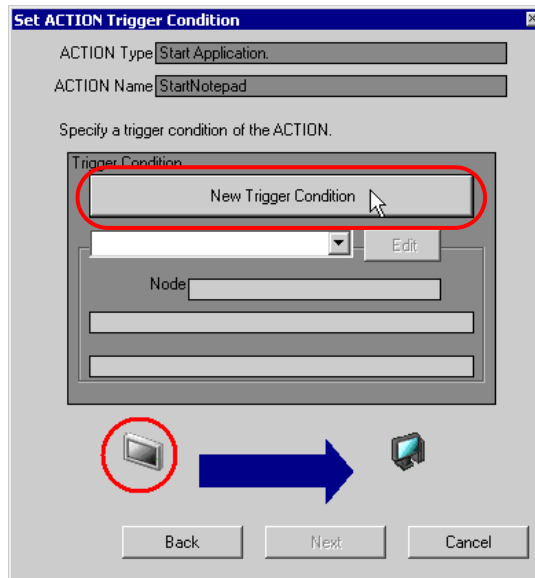 Set ACTION Trigger Condition
ACTION Type Start Application.
ACTION Name StartNotepad
Specify a trigger condition of the ACTION.
Trigger Condition
New Trigger Condition
Edit
Node
Back Next Cancel